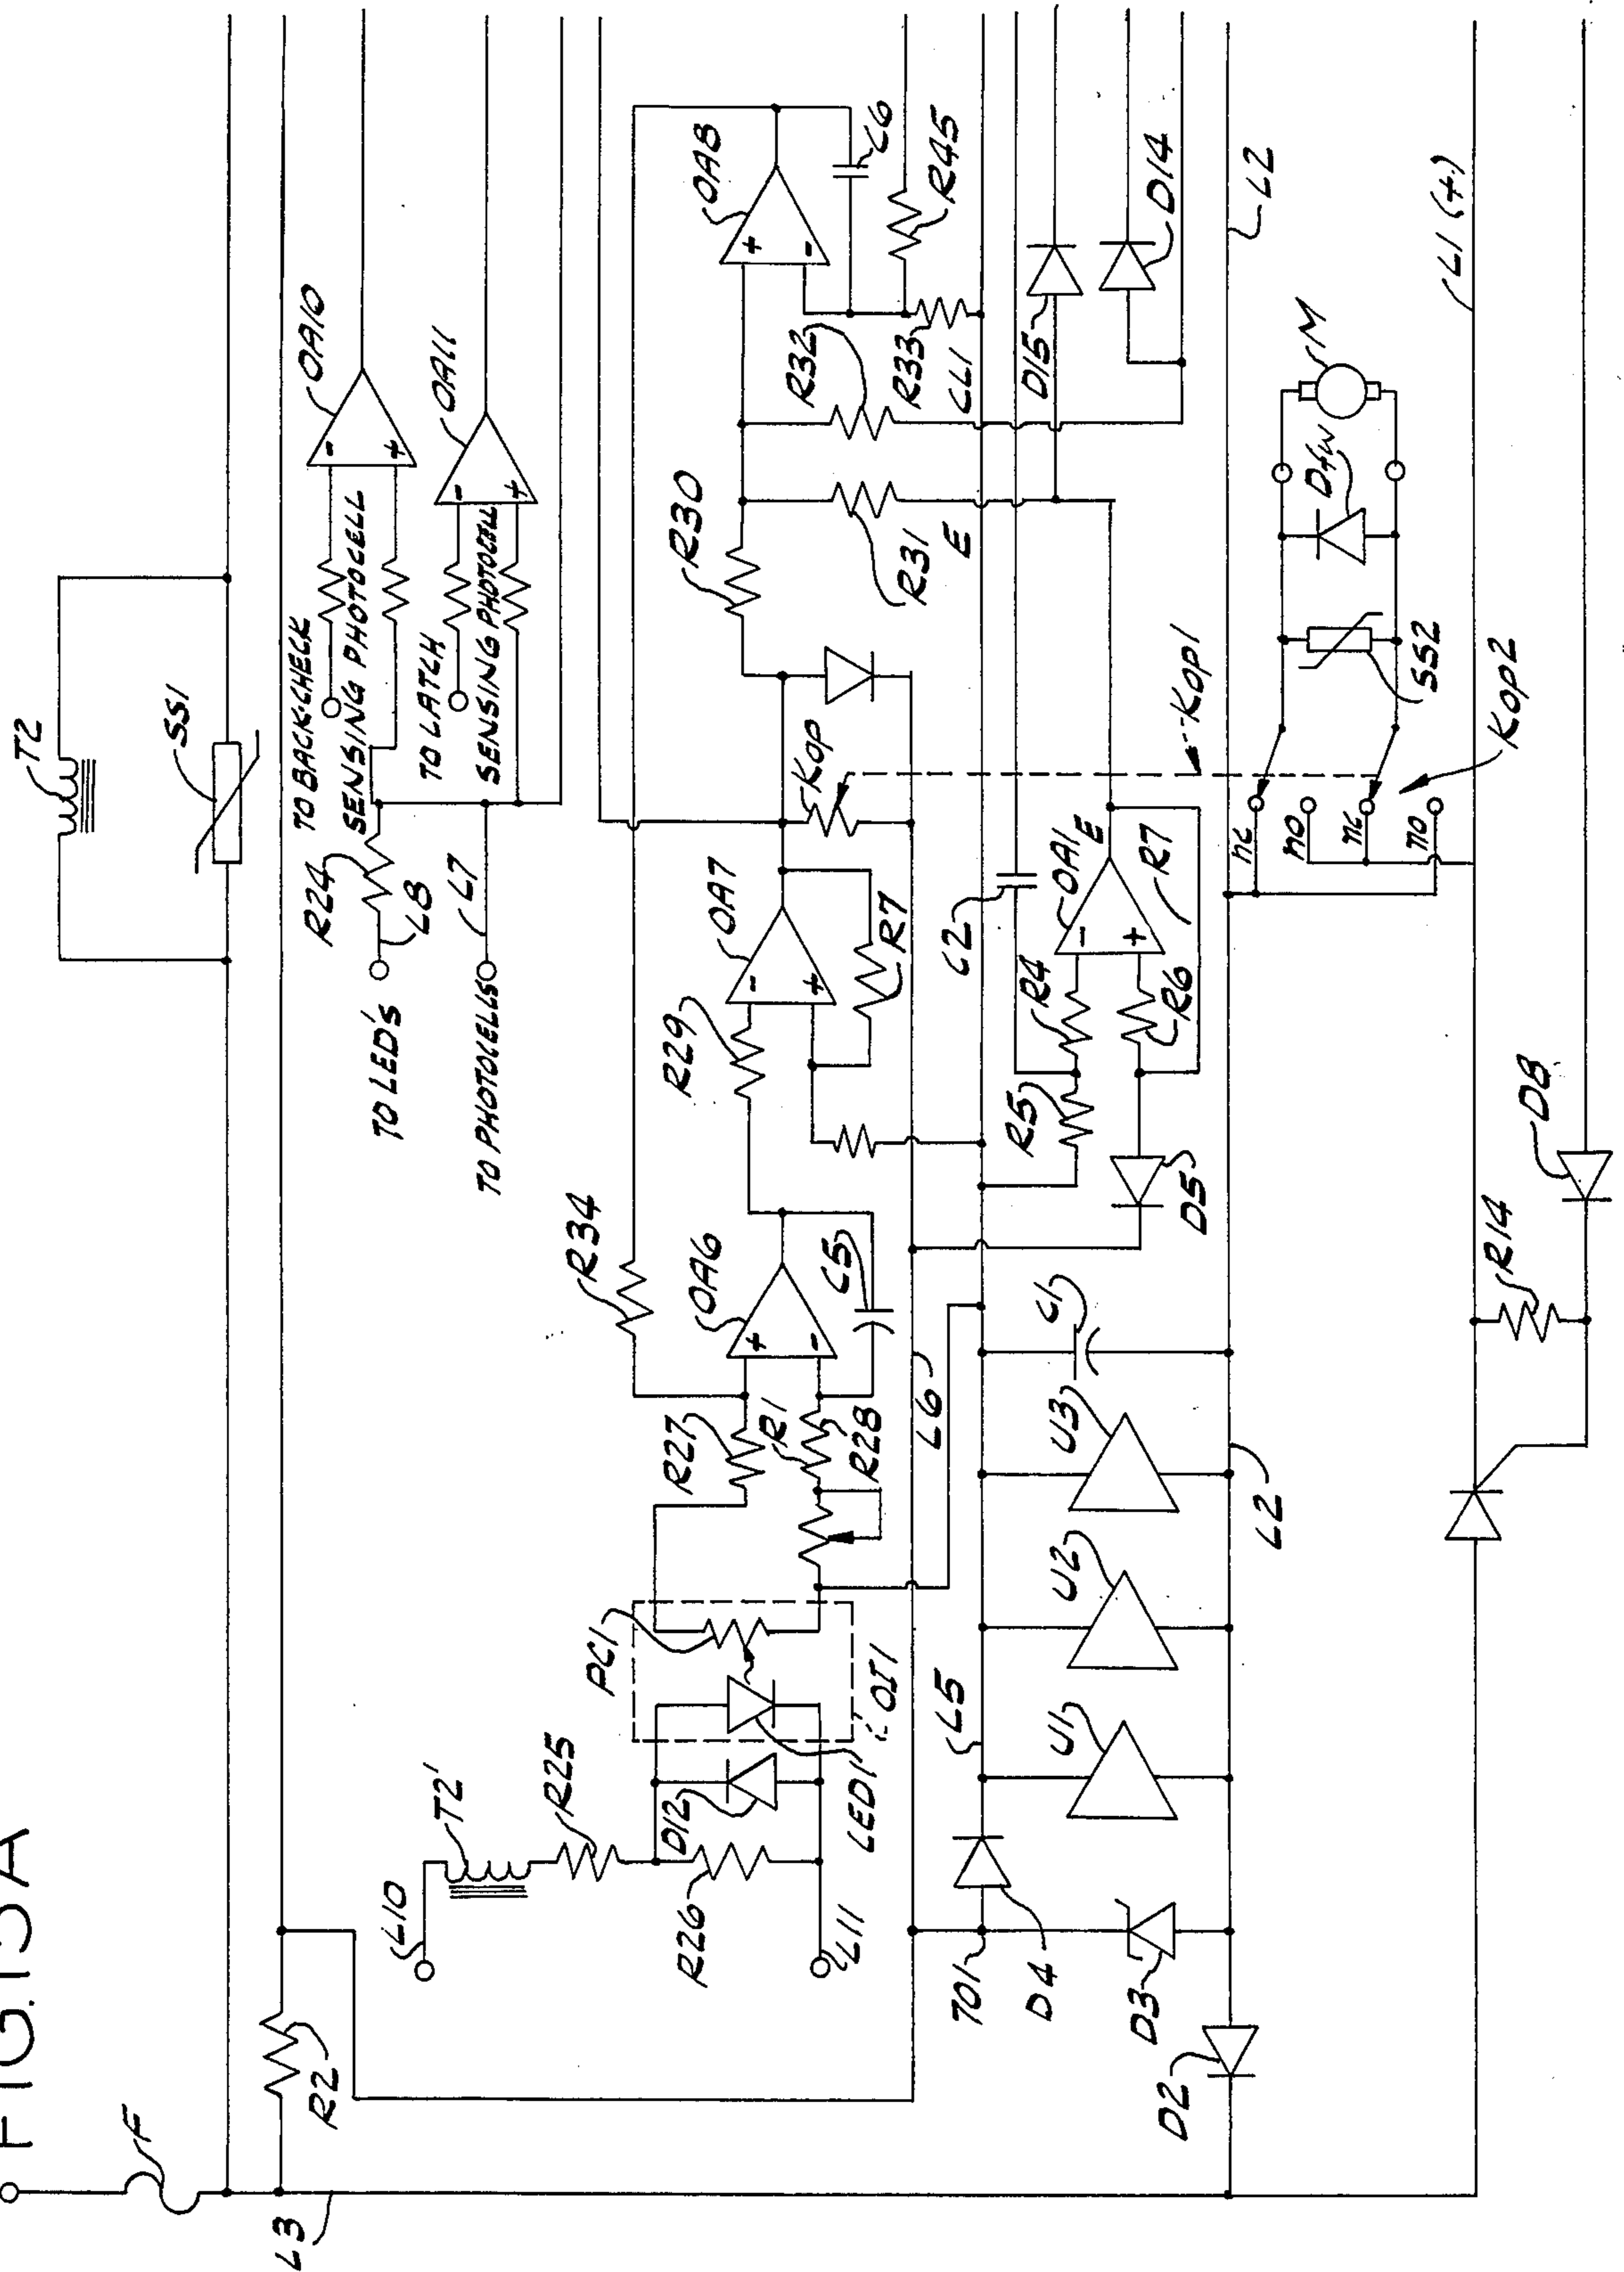 FIG.15A
F
L3
R2
T2
SS1
L10
T2'
R25
R26
L11
D12
LED1'
PC1
OI1
R27
R1
R28
R34
OA6
C5
R29
OA7
R7
R24
L8
TO LED'S
L7
TO PHOTOCELLS
TO BACK-CHECK
SENSING PHOTOCELL
-
+
OA10
TO LATCH
SENSING PHOTOCELL
-
+
OA11
KOP
R30
R31
E
R32
R33
CL1
OA8
C6
R45
D15
D14
+
-
-
+
+
-
L6
L5
701
D4
D3
D2
U1
U2
U3
C1
L2
C2
R5
R4
R6
D5
OA1
E
R7
-
+
KOP1
KOP2
nc
no
nc
no
SS2
Dfw
M
L2
L1 (+)
R14
D8